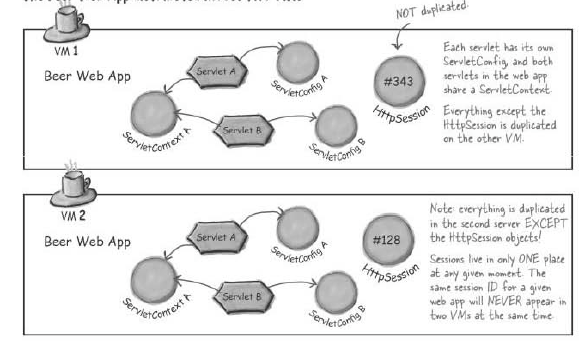 NOT duplicated.
VM 1
Beer Web App
Servlet A
ServletConfig A
ServletContext A
Servlet B
ServletConfig B
#343
HttpSession
Each servlet has its own
ServletConfig, and both
servlets in the web app
share a ServletContext.
Everything except the
HttpSession is duplicated
on the other VM.
VM 2
Beer Web App
Servlet A
ServletConfig A
ServletContext A
Servlet B
ServletConfig B
#128
HttpSession
Note: everything is duplicated
in the second server EXCEPT
the HttpSession objects!
Sessions live in only ONE place
at any given moment. The
same session ID for a given
web app will NEVER appear in
two VMs at the same time.